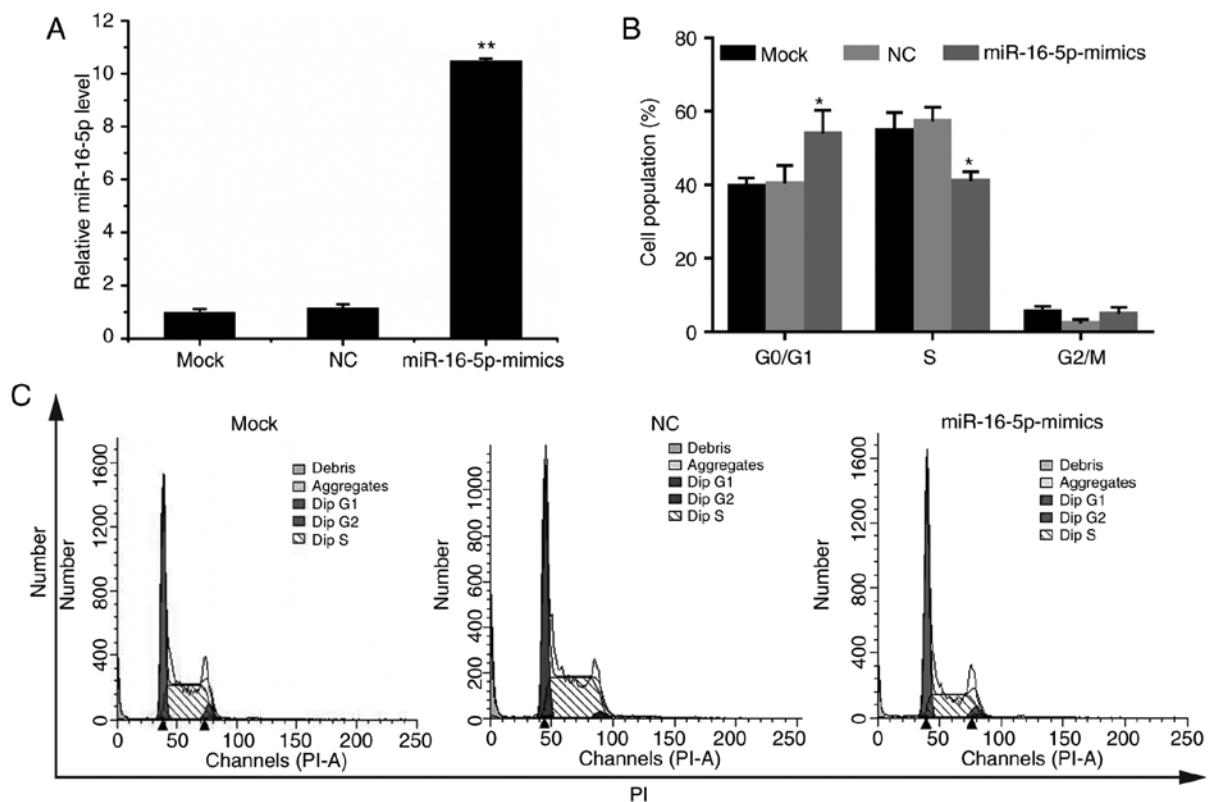 A
Relative miR-16-5p level
12
10
8
6
4
2
0
**
Mock NC miR-16-5p-mimics
B
Cell population (%)
80
60
40
20
0
Mock NC miR-16-5p-mimics
*
*
G0/G1 S G2/M
C
Number
PI
Mock
Number
1600
1200
800
400
0
Debris
Aggregates
Dip G1
Dip G2
Dip S
0 50 100 150 200 250
Channels (PI-A)
NC
Number
1000
800
600
400
200
0
Debris
Aggregates
Dip G1
Dip G2
Dip S
0 50 100 150 200 250
Channels (PI-A)
miR-16-5p-mimics
Number
1600
1200
800
400
0
Debris
Aggregates
Dip G1
Dip G2
Dip S
0 50 100 150 200 250
Channels (PI-A)